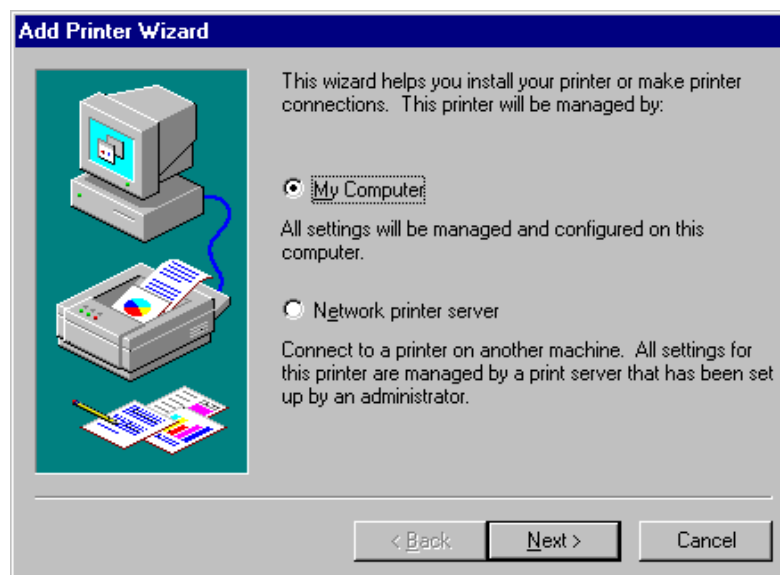 Add Printer Wizard
This wizard helps you install your printer or make printer
connections.  This printer will be managed by:
My Computer
All settings will be managed and configured on this
computer.
Network printer server
Connect to a printer on another machine.  All settings for
this printer are managed by a print server that has been set
up by an administrator.
< Back
Next >
Cancel